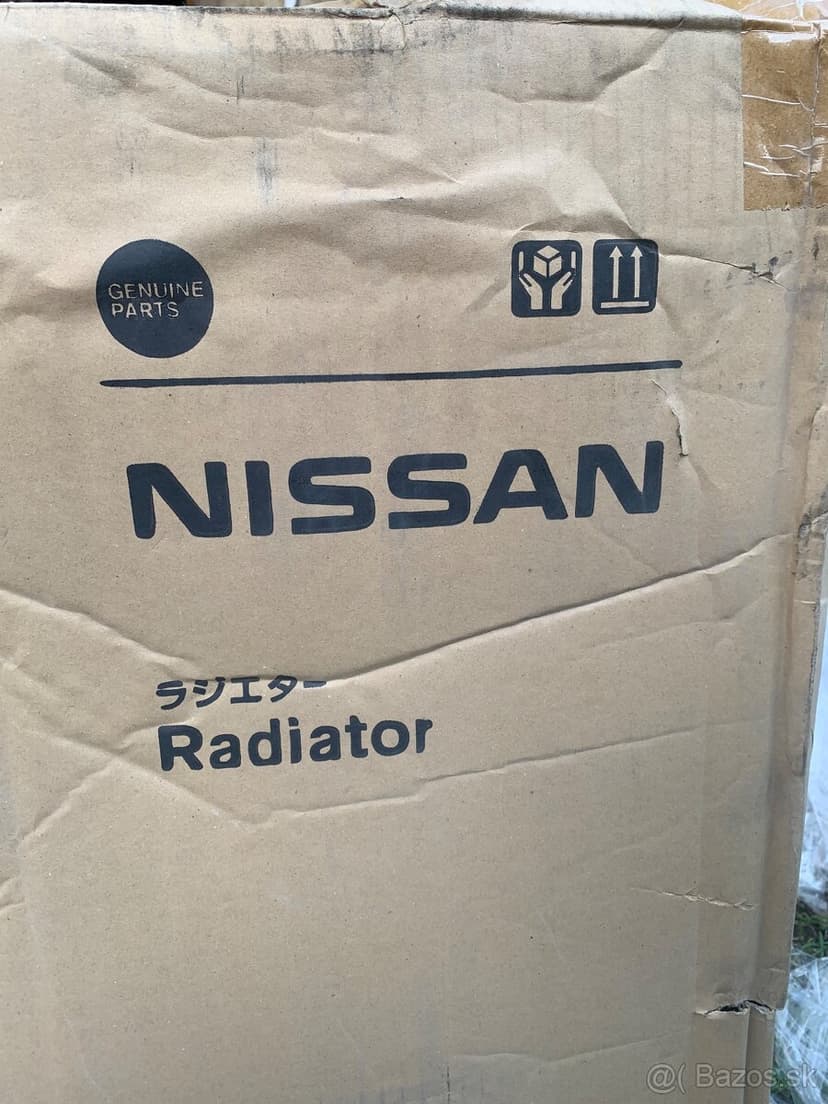 GENUINE
PARTS
NISSAN
ラジエター
Radiator
@( Bazos.sk